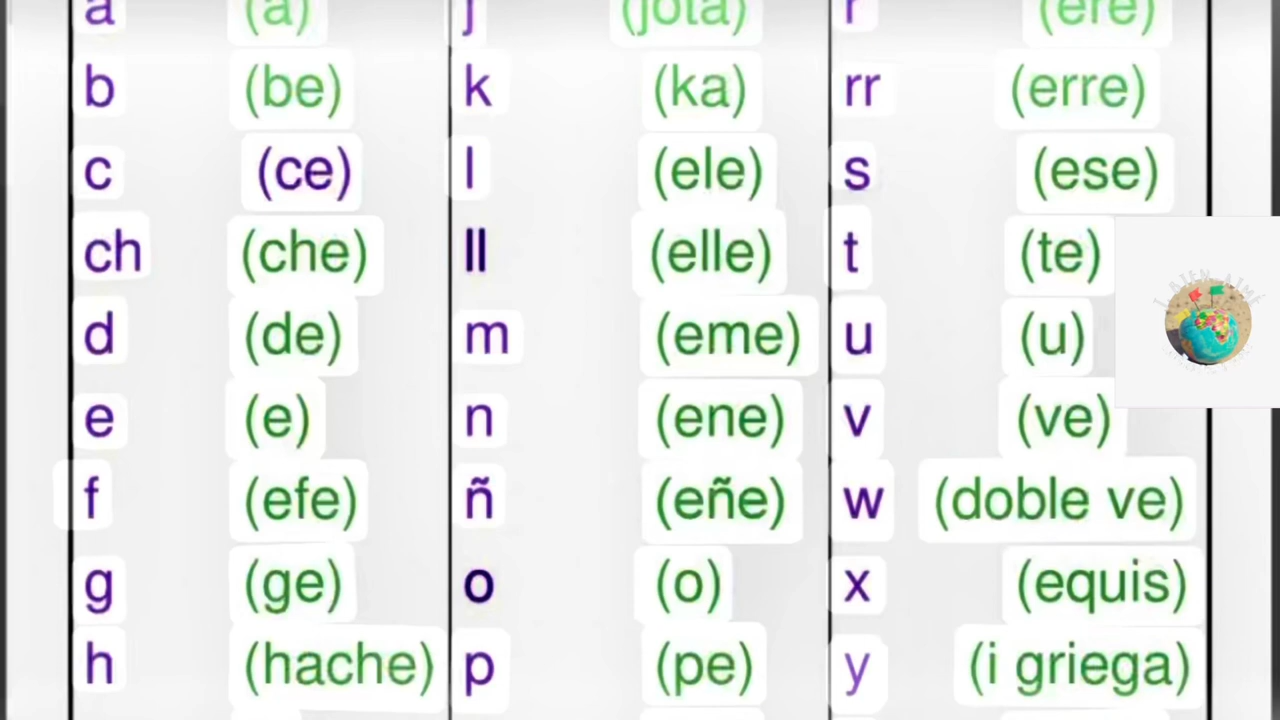 a (a) j (jota) r (ere)
b (be) k (ka) rr (erre)
c (ce) l (ele) s (ese)
ch (che) ll (elle) t (te)
d (de) m (eme) u (u)
e (e) n (ene) v (ve)
f (efe) ñ (eñe) w (doble ve)
g (ge) o (o) x (equis)
h (hache) p (pe) y (i griega)